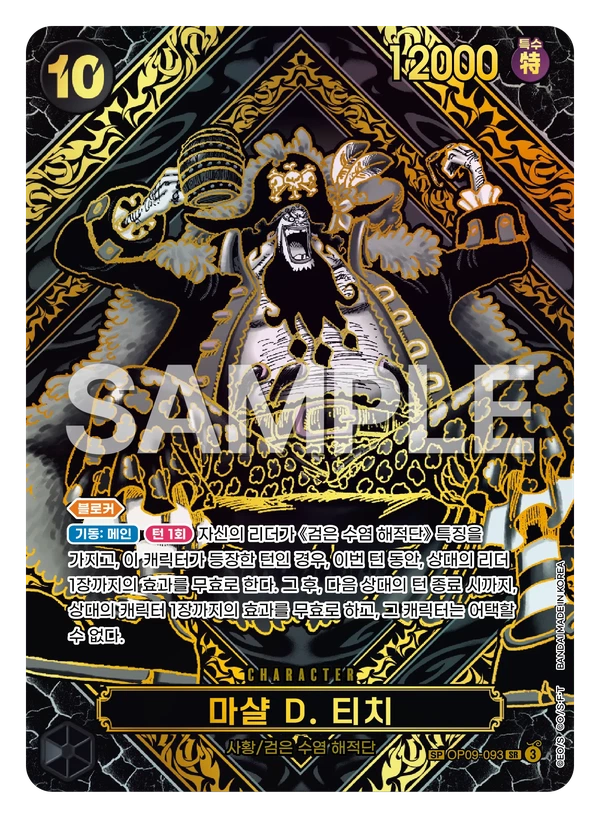 10
12000
특수
特
SAMPLE
블로커
기동: 메인 턴 1회 자신의 리더가 《검은 수염 해적단》 특징을
가지고, 이 캐릭터가 등장한 턴인 경우, 이번 턴 동안, 상대의 리더
1장까지의 효과를 무효로 한다. 그 후, 다음 상대의 턴 종료 시까지,
상대의 캐릭터 1장까지의 효과를 무효로 하고, 그 캐릭터는 어택할
수 없다.
CHARACTER
마샬 D. 티치
사황/검은 수염 해적단
SP OP09-093 SR 3
©EO/S, ©O/S·F·T BANDAI MADE IN KOREA